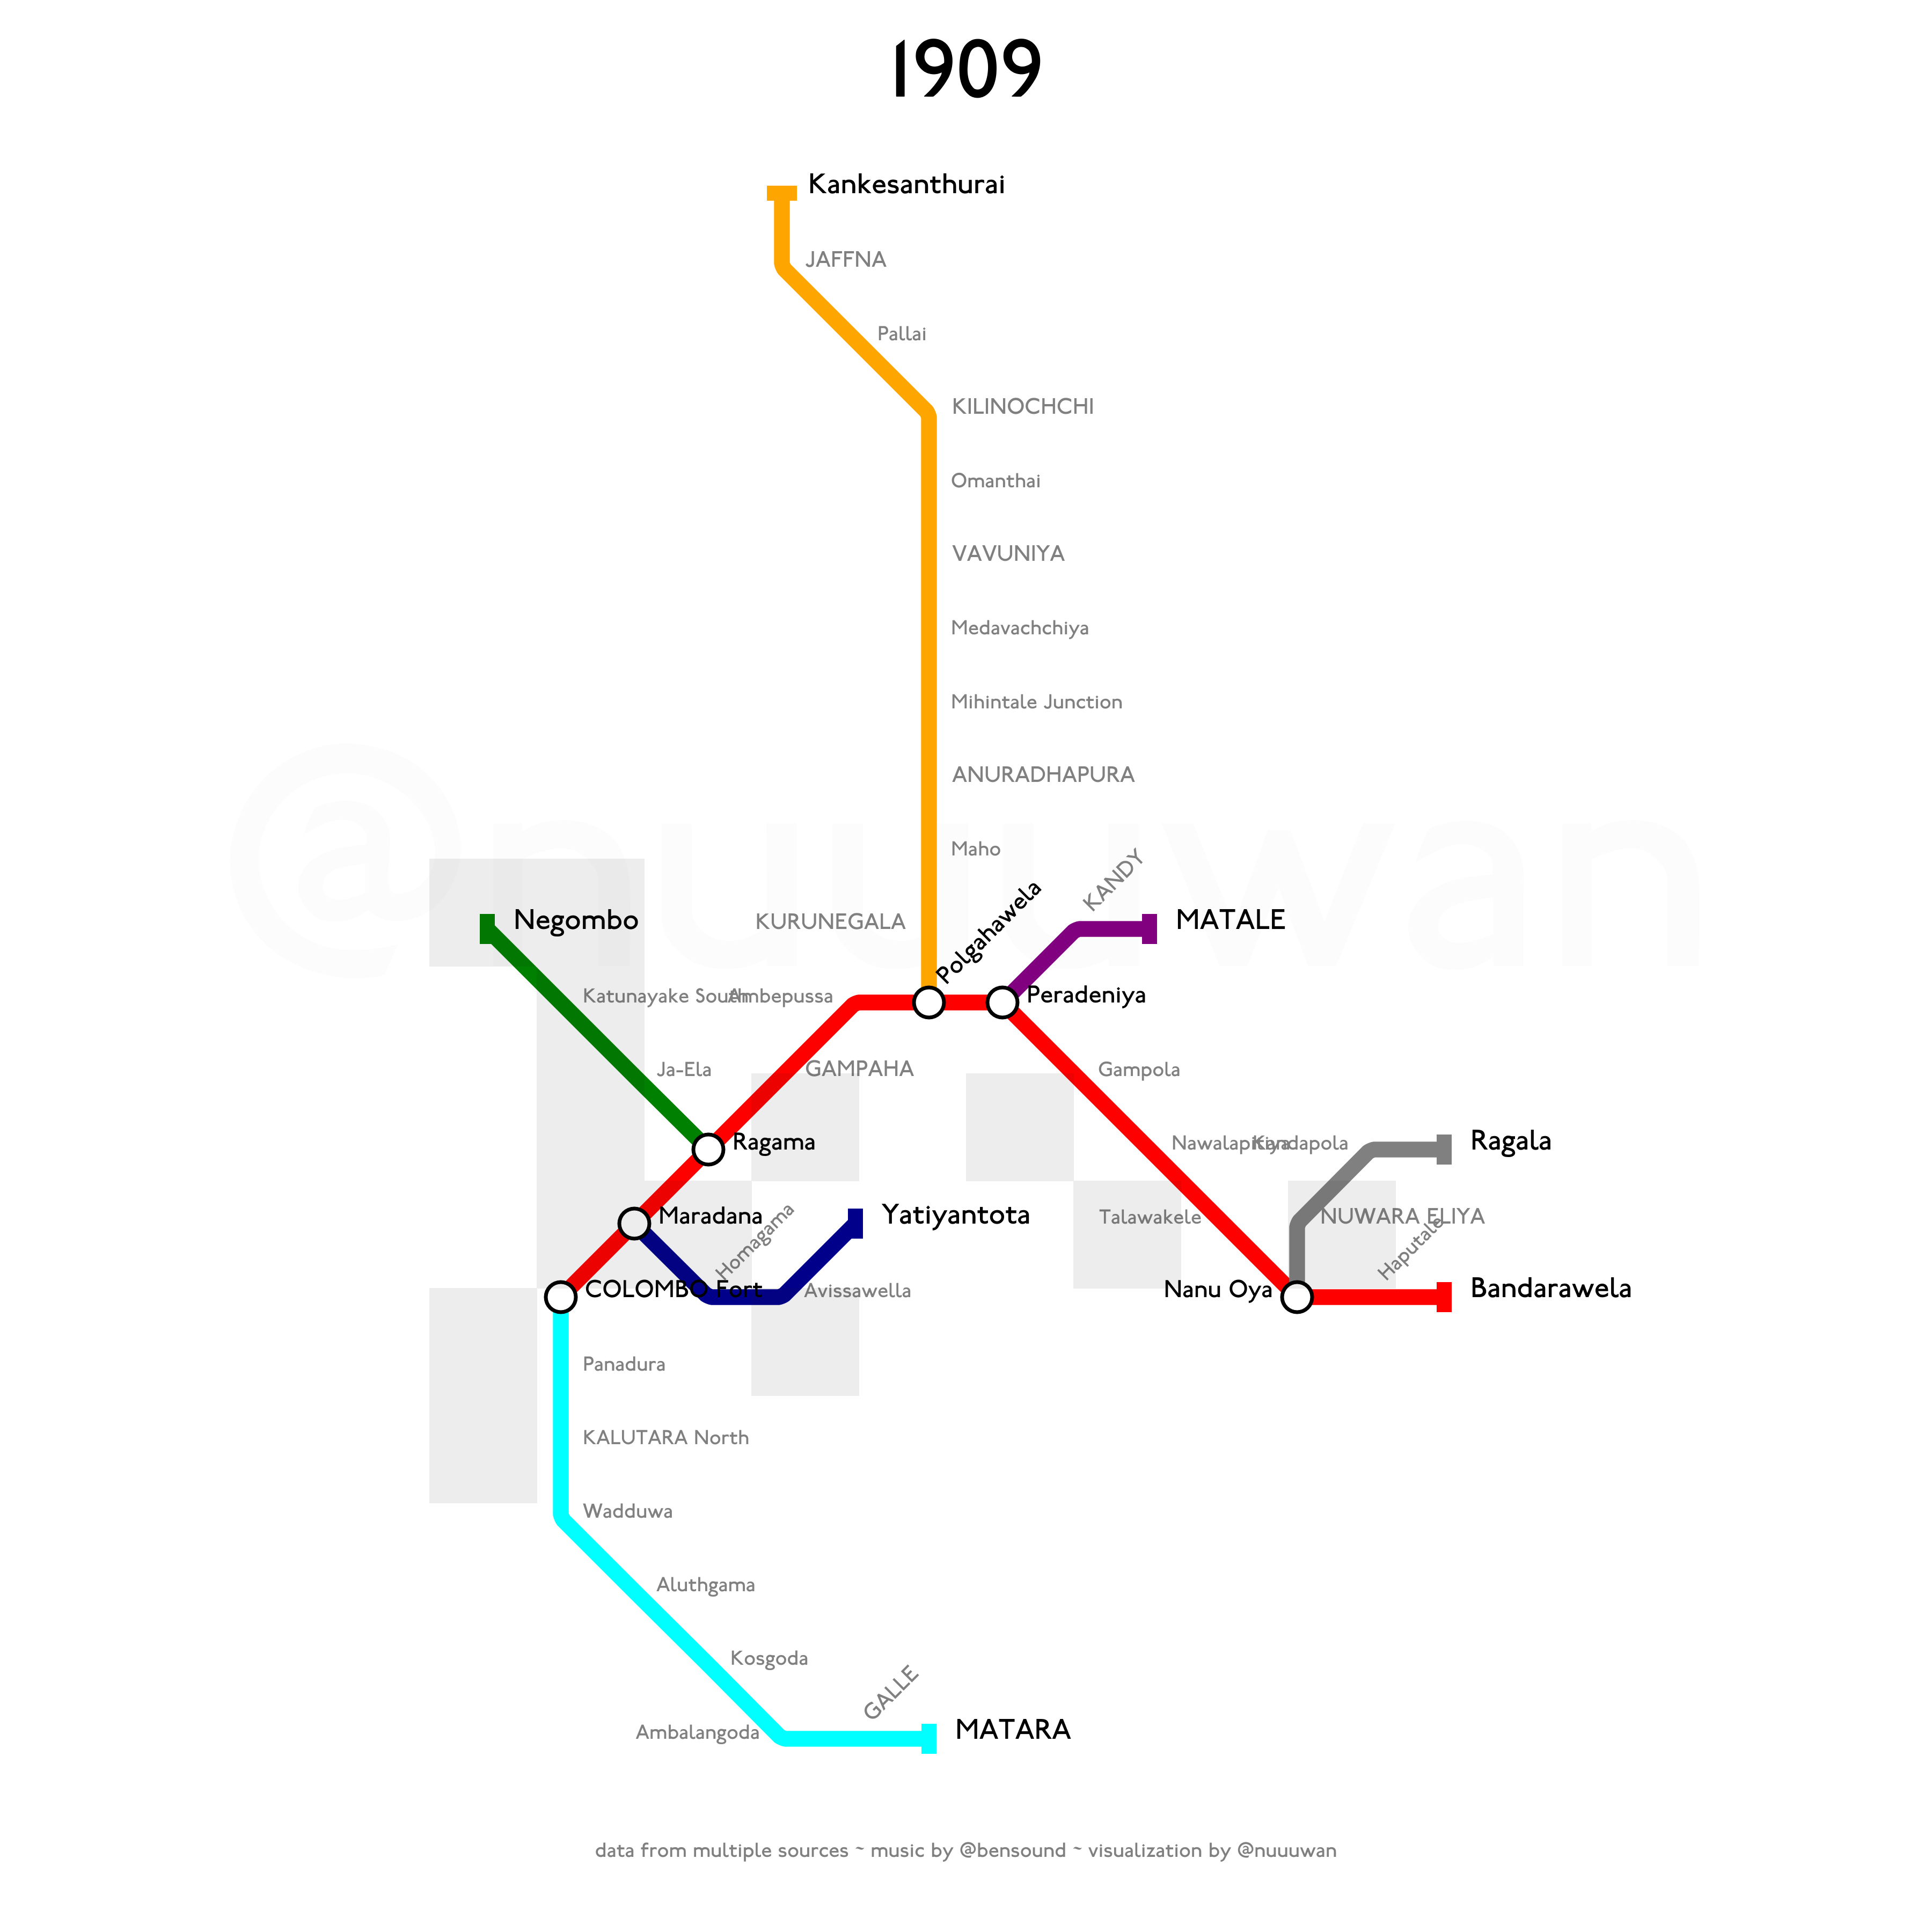 1909
Kankesanthurai
JAFFNA
Pallai
KILINOCHCHI
Omanthai
VAVUNIYA
Medavachchiya
Mihintale Junction
ANURADHAPURA
Maho
@nuuuwan
KANDY
KURUNEGALA
Polgahawela
Negombo
MATALE
Katunayake South
Ambepussa
Peradeniya
Ja-Ela
GAMPAHA
Gampola
Ragama
Nawalapitiya
Kandapola
Ragala
Maradana
Homagama
Yatiyantota
Talawakele
NUWARA ELIYA
Haputale
COLOMBO Fort
Avissawella
Nanu Oya
Bandarawela
Panadura
KALUTARA North
Wadduwa
Aluthgama
Kosgoda
GALLE
Ambalangoda
MATARA
data from multiple sources ~ music by @bensound ~ visualization by @nuuuwan